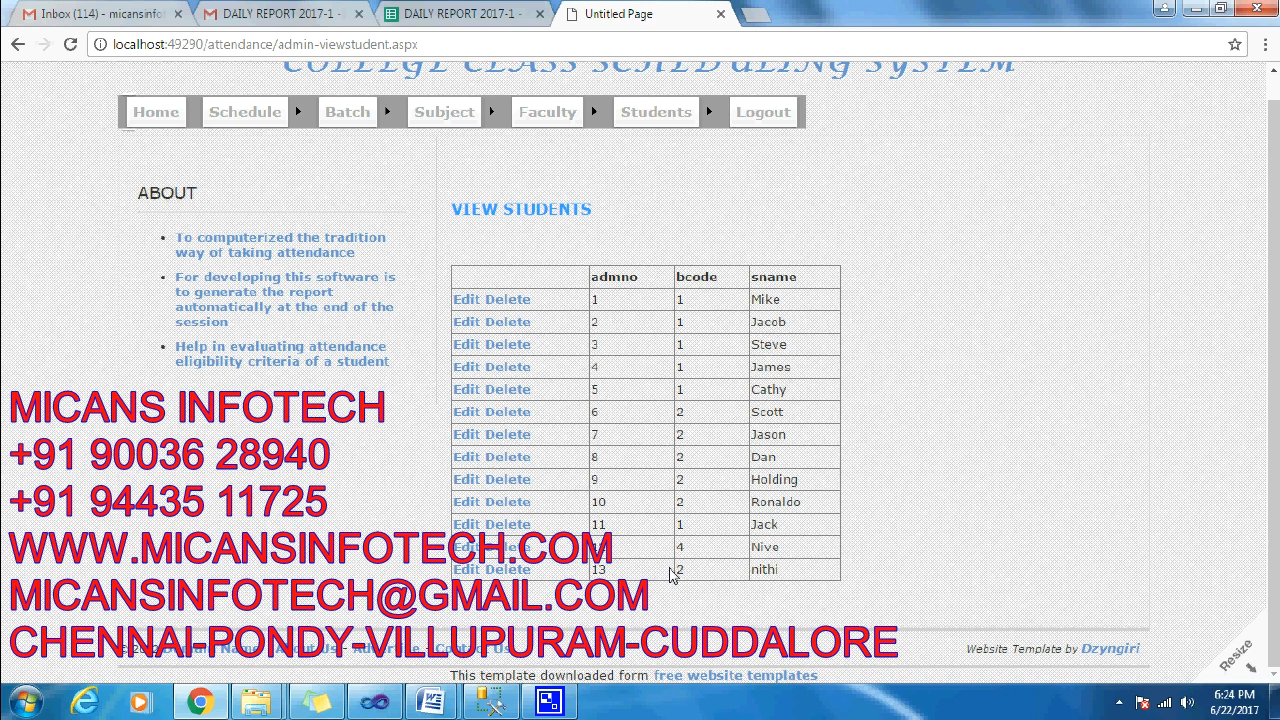 Inbox (114) - micansinfo
DAILY REPORT 2017-1 -
DAILY REPORT 2017-1 -
Untitled Page
localhost:49290/attendance/admin-viewstudent.aspx
COLLEGE CLASS SCHEDULING SYSTEM
Home Schedule Batch Subject Faculty Students Logout
ABOUT
To computerized the tradition
way of taking attendance
For developing this software is
to generate the report
automatically at the end of the
session
Help in evaluating attendance
eligibility criteria of a student
VIEW STUDENTS
admno bcode sname
Edit Delete 1 1 Mike
Edit Delete 2 1 Jacob
Edit Delete 3 1 Steve
Edit Delete 4 1 James
Edit Delete 5 1 Cathy
Edit Delete 6 2 Scott
Edit Delete 7 2 Jason
Edit Delete 8 2 Dan
Edit Delete 9 2 Holding
Edit Delete 10 2 Ronaldo
Edit Delete 11 1 Jack
4 Nive
Edit Delete 13 2 nithi
MICANS INFOTECH
+91 90036 28940
+91 94435 11725
WWW.MICANSINFOTECH.COM
MICANSINFOTECH@GMAIL.COM
CHENNAI-PONDY-VILLUPURAM-CUDDALORE
Website Template by Dzyngiri
This template downloaded form free website templates
Resize
6:24 PM
6/22/2017